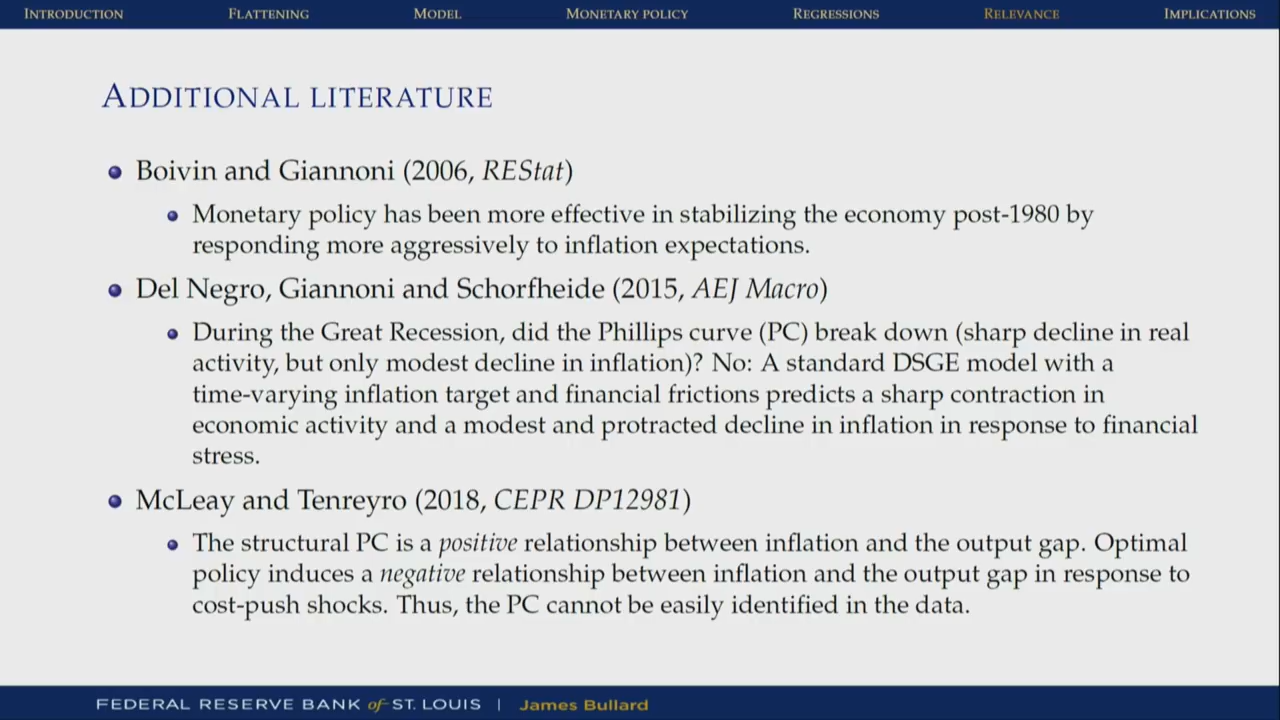 INTRODUCTION FLATTENING MODEL MONETARY POLICY REGRESSIONS RELEVANCE IMPLICATIONS
ADDITIONAL LITERATURE
Boivin and Giannoni (2006, REStat)
Monetary policy has been more effective in stabilizing the economy post-1980 by
responding more aggressively to inflation expectations.
Del Negro, Giannoni and Schorfheide (2015, AEJ Macro)
During the Great Recession, did the Phillips curve (PC) break down (sharp decline in real
activity, but only modest decline in inflation)? No: A standard DSGE model with a
time-varying inflation target and financial frictions predicts a sharp contraction in
economic activity and a modest and protracted decline in inflation in response to financial
stress.
McLeay and Tenreyro (2018, CEPR DP12981)
The structural PC is a positive relationship between inflation and the output gap. Optimal
policy induces a negative relationship between inflation and the output gap in response to
cost-push shocks. Thus, the PC cannot be easily identified in the data.
FEDERAL RESERVE BANK of ST. LOUIS | James Bullard